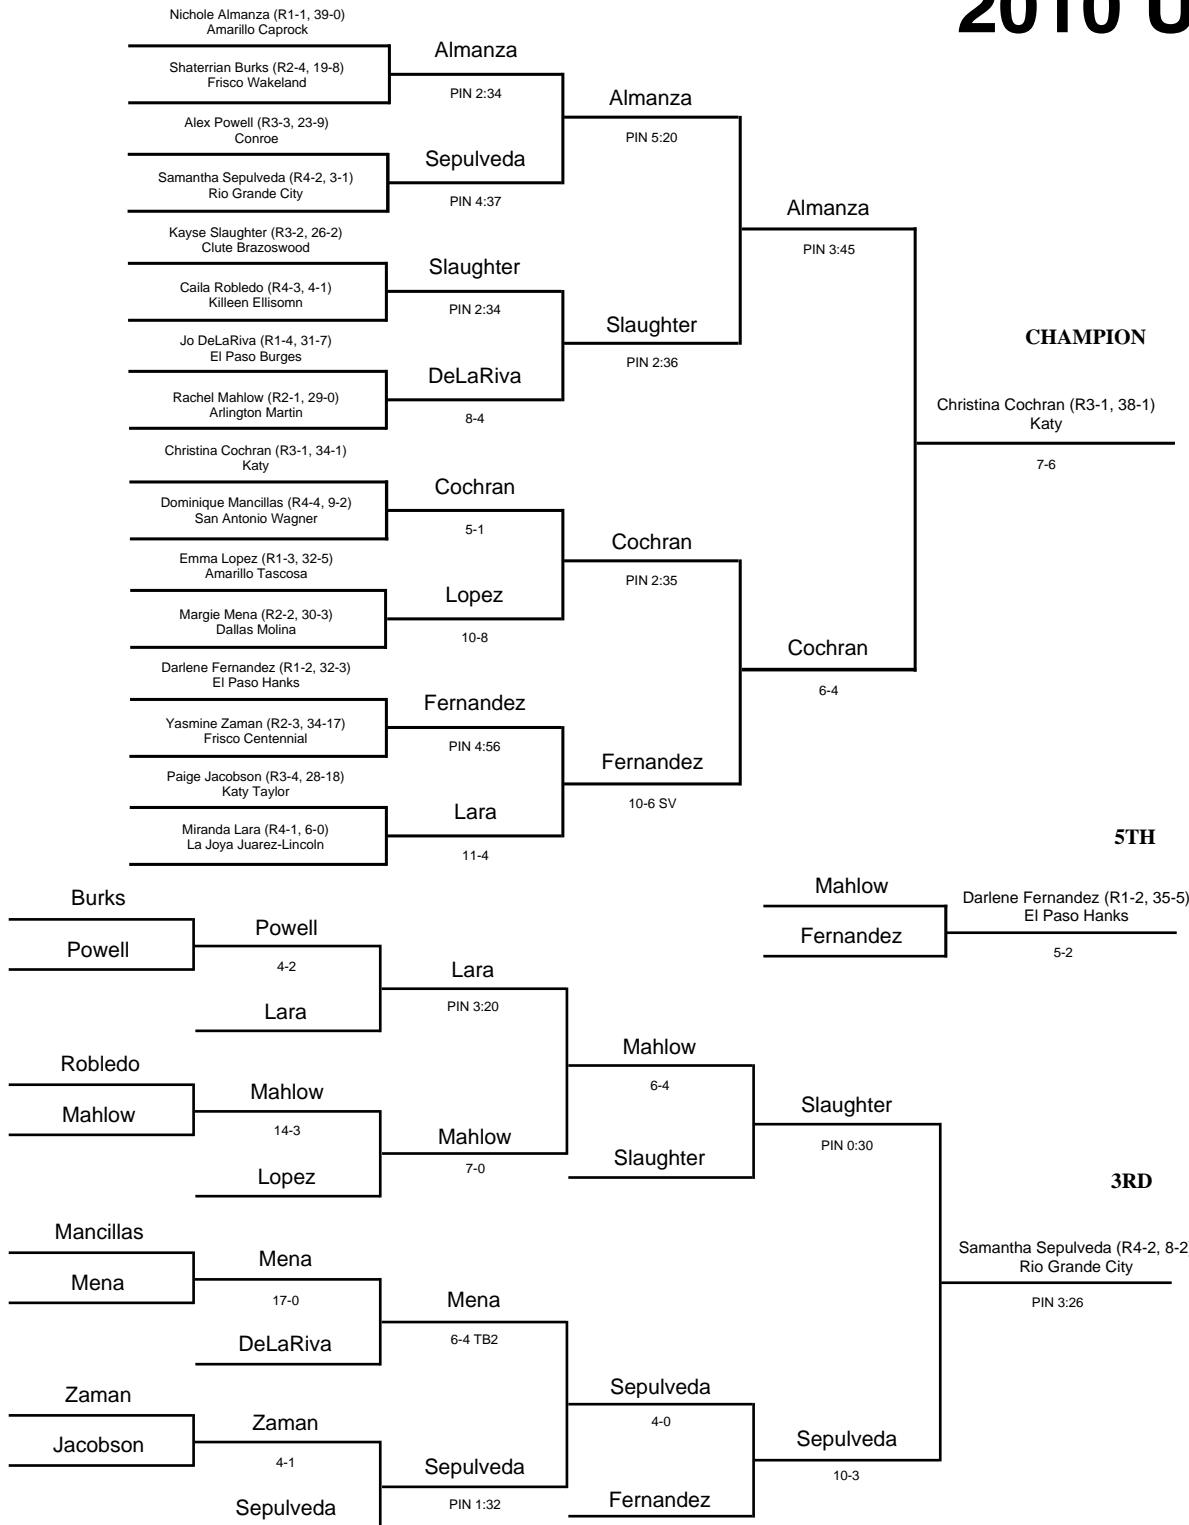 2010 U
Nichole Almanza (R1-1, 39-0)
Amarillo Caprock
Shaterrian Burks (R2-4, 19-8)
Frisco Wakeland
Alex Powell (R3-3, 23-9)
Conroe
Samantha Sepulveda (R4-2, 3-1)
Rio Grande City
Kayse Slaughter (R3-2, 26-2)
Clute Brazoswood
Caila Robledo (R4-3, 4-1)
Killeen Ellisomn
Jo DeLaRiva (R1-4, 31-7)
El Paso Burges
Rachel Mahlow (R2-1, 29-0)
Arlington Martin
Christina Cochran (R3-1, 34-1)
Katy
Dominique Mancillas (R4-4, 9-2)
San Antonio Wagner
Emma Lopez (R1-3, 32-5)
Amarillo Tascosa
Margie Mena (R2-2, 30-3)
Dallas Molina
Darlene Fernandez (R1-2, 32-3)
El Paso Hanks
Yasmine Zaman (R2-3, 34-17)
Frisco Centennial
Paige Jacobson (R3-4, 28-18)
Katy Taylor
Miranda Lara (R4-1, 6-0)
La Joya Juarez-Lincoln
Almanza
PIN 2:34
Sepulveda
PIN 4:37
Slaughter
PIN 2:34
DeLaRiva
8-4
Cochran
5-1
Lopez
10-8
Fernandez
PIN 4:56
Lara
11-4
Almanza
PIN 5:20
Slaughter
PIN 2:36
Cochran
PIN 2:35
Fernandez
10-6 SV
Almanza
PIN 3:45
Cochran
6-4
CHAMPION
Christina Cochran (R3-1, 38-1)
Katy
7-6
5TH
Mahlow
Fernandez
Darlene Fernandez (R1-2, 35-5)
El Paso Hanks
5-2
Burks
Powell
Robledo
Mahlow
Mancillas
Mena
Zaman
Jacobson
Powell
4-2
Lara
Mahlow
14-3
Lopez
Mena
17-0
DeLaRiva
Zaman
4-1
Sepulveda
Lara
PIN 3:20
Mahlow
7-0
Mena
6-4 TB2
Sepulveda
PIN 1:32
Mahlow
6-4
Slaughter
Sepulveda
4-0
Fernandez
Slaughter
PIN 0:30
Sepulveda
10-3
3RD
Samantha Sepulveda (R4-2, 8-2
Rio Grande City
PIN 3:26